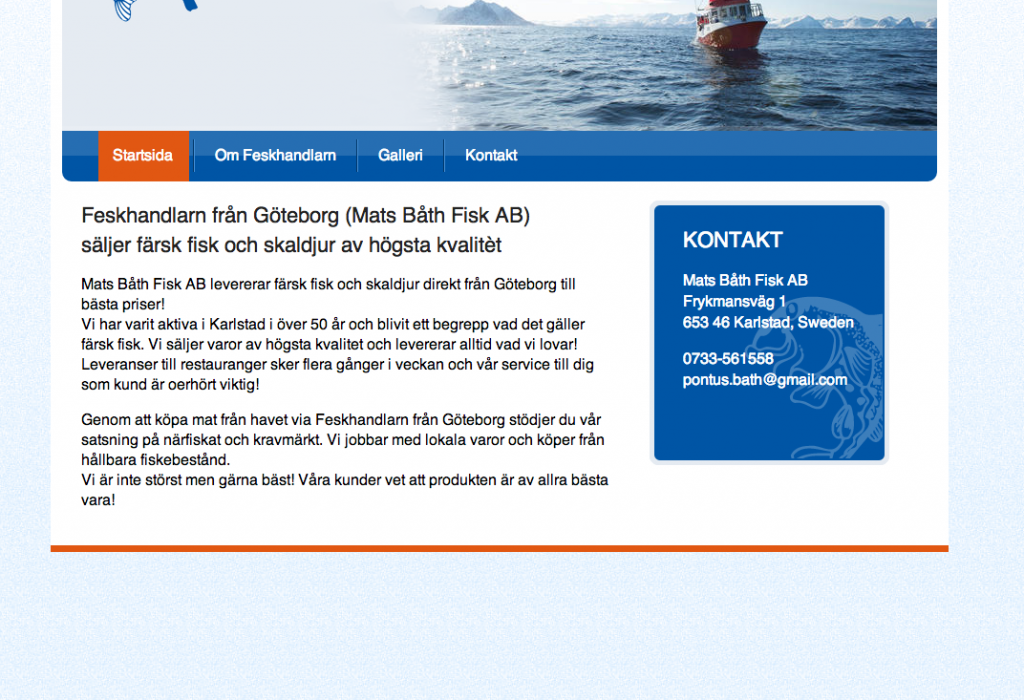 Startsida
Om Feskhandlarn
Galleri
Kontakt
Feskhandlarn från Göteborg (Mats Båth Fisk AB)
säljer färsk fisk och skaldjur av högsta kvalitèt
Mats Båth Fisk AB levererar färsk fisk och skaldjur direkt från Göteborg till
bästa priser!
Vi har varit aktiva i Karlstad i över 50 år och blivit ett begrepp vad det gäller
färsk fisk. Vi säljer varor av högsta kvalitet och levererar alltid vad vi lovar!
Leveranser till restauranger sker flera gånger i veckan och vår service till dig
som kund är oerhört viktig!
Genom att köpa mat från havet via Feskhandlarn från Göteborg stödjer du vår
satsning på närfiskat och kravmärkt. Vi jobbar med lokala varor och köper från
hållbara fiskebestånd.
Vi är inte störst men gärna bäst! Våra kunder vet att produkten är av allra bästa
vara!
KONTAKT
Mats Båth Fisk AB
Frykmansväg 1
653 46 Karlstad, Sweden
0733-561558
pontus.bath@gmail.com